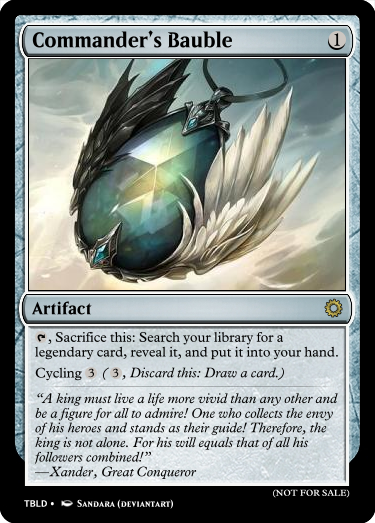 Commander's Bauble 1
Artifact
, Sacrifice this: Search your library for a
legendary card, reveal it, and put it into your hand.
Cycling 3 ( 3, Discard this: Draw a card.)
“A king must live a life more vivid than any other and
be a figure for all to admire! One who collects the envy
of his heroes and stands as their guide! Therefore, the
king is not alone. For his will equals that of all his
followers combined!”
—Xander, Great Conqueror
(NOT FOR SALE)
TBLD • Sandara (deviantart)